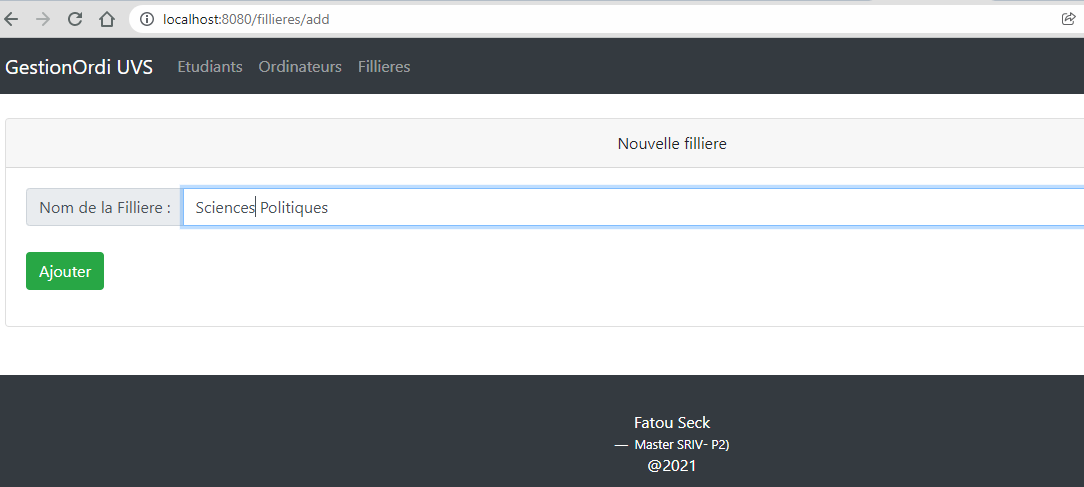 localhost:8080/fillieres/add
GestionOrdi UVS Etudiants Ordinateurs Fillieres
Nouvelle filliere
Nom de la Filliere : Sciences Politiques
Ajouter
Fatou Seck
— Master SRIV- P2)
@2021